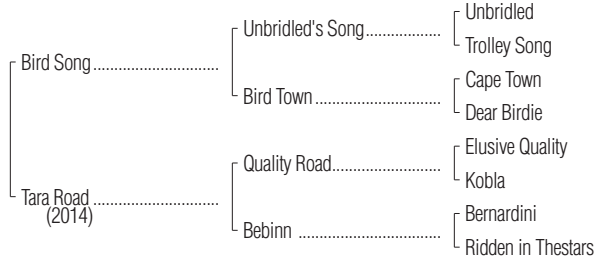 Unbridled
Unbridled's Song
Trolley Song
Bird Song
Cape Town
Bird Town
Dear Birdie
Elusive Quality
Quality Road
Kobla
Tara Road
(2014)
Bernardini
Bebinn
Ridden in Thestars